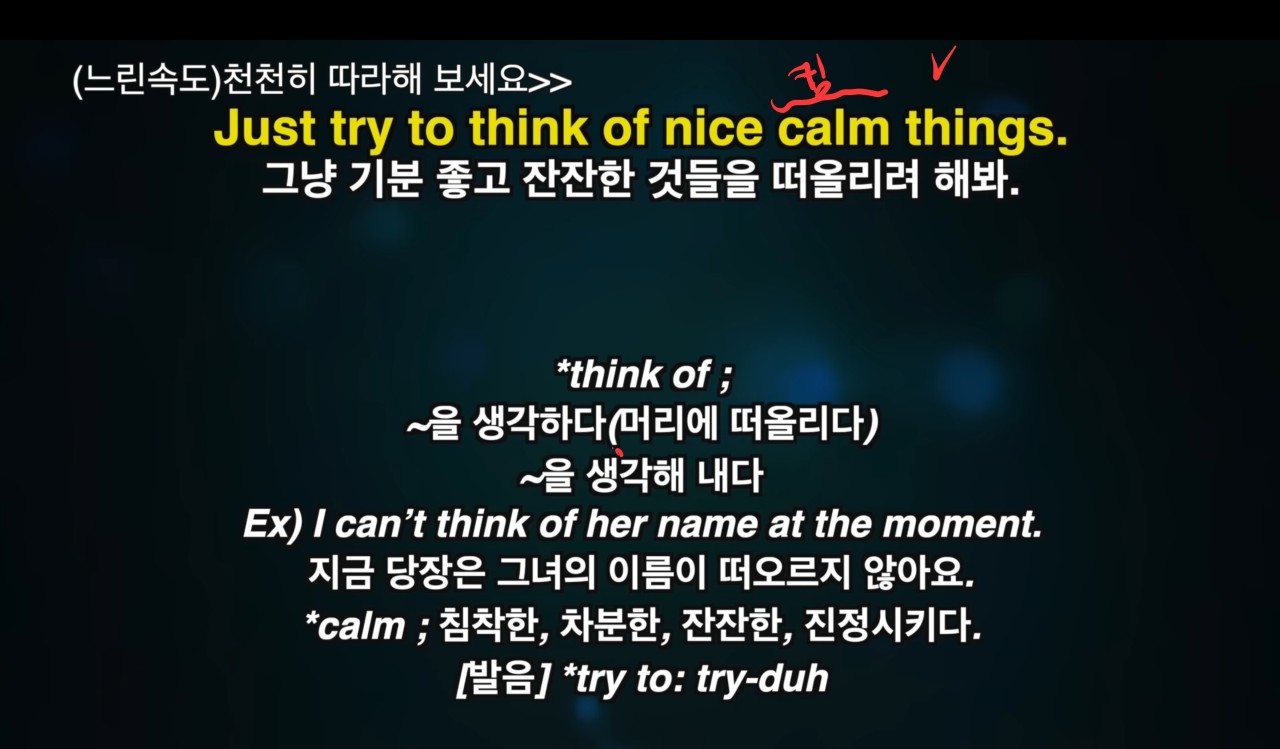 (느린속도)천천히 따라해 보세요>>
캄
Just try to think of nice calm things.
그냥 기분 좋고 잔잔한 것들을 떠올리려 해봐.
*think of ;
~을 생각하다(머리에 떠올리다)
~을 생각해 내다
Ex) I can’t think of her name at the moment.
지금 당장은 그녀의 이름이 떠오르지 않아요.
*calm ; 침착한, 차분한, 잔잔한, 진정시키다.
[발음] *try to: try-duh